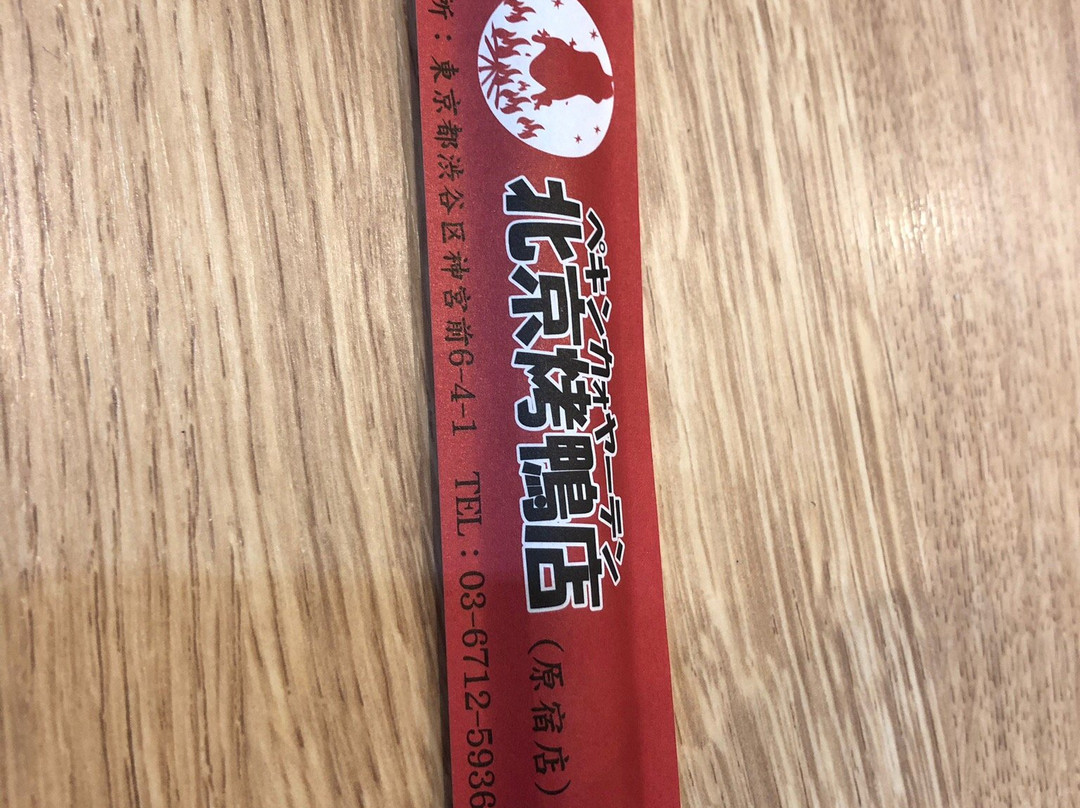 ペキンカオヤーテン
北京烤鴨店（原宿店）
所：東京都渋谷区神宮前6-4-1 TEL：03-6712-5936